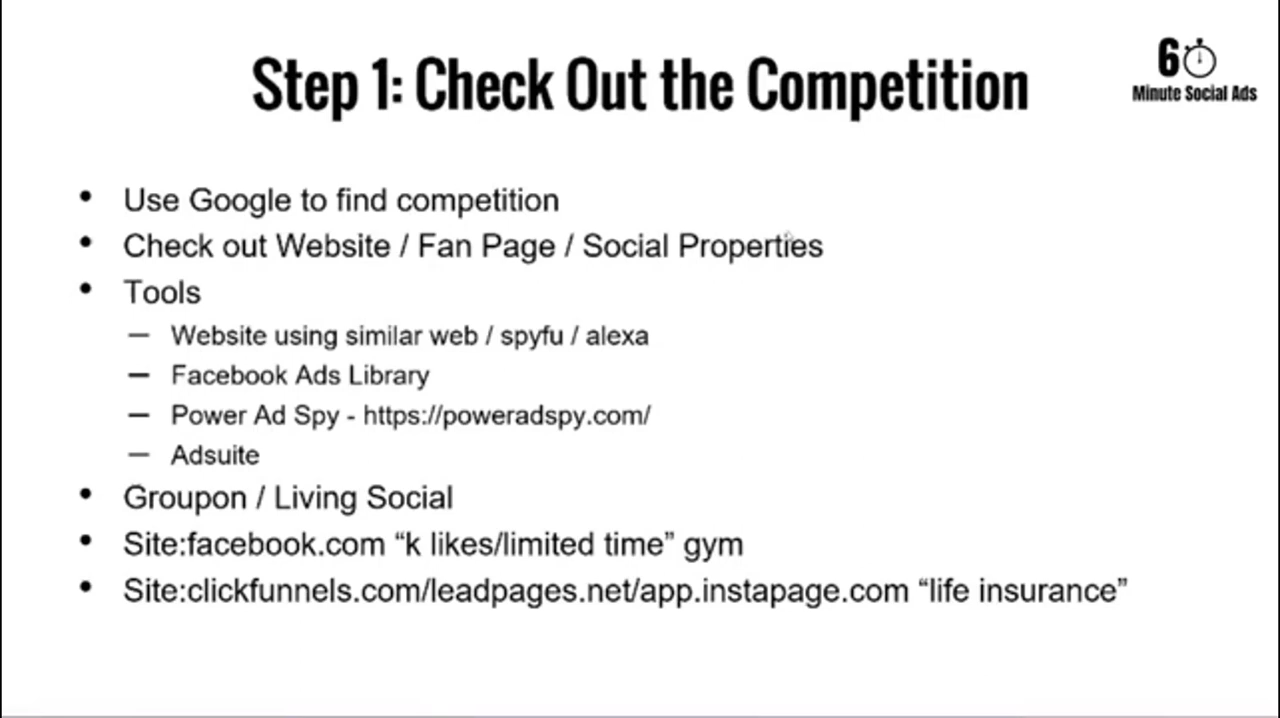 Step 1: Check Out the Competition
60
Minute Social Ads
• Use Google to find competition
• Check out Website / Fan Page / Social Properties
• Tools
– Website using similar web / spyfu / alexa
– Facebook Ads Library
– Power Ad Spy - https://poweradspy.com/
– Adsuite
• Groupon / Living Social
• Site:facebook.com “k likes/limited time” gym
• Site:clickfunnels.com/leadpages.net/app.instapage.com “life insurance”